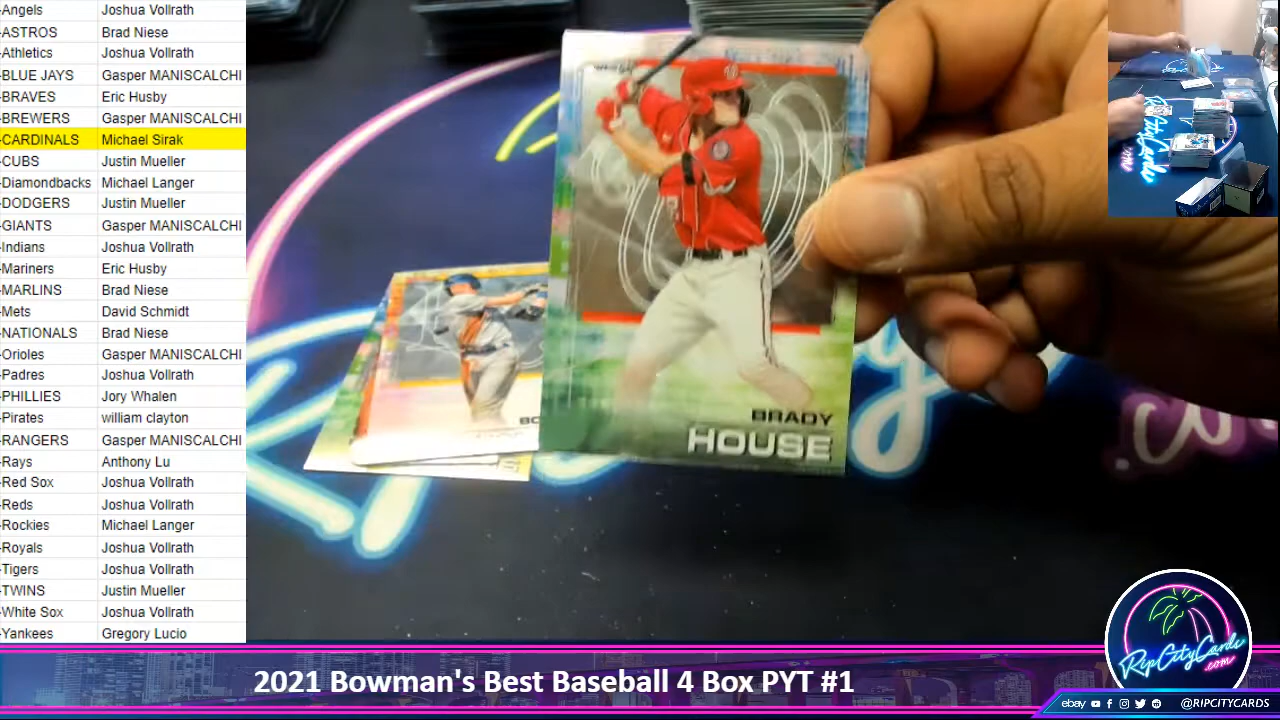 -Angels Joshua Vollrath
-ASTROS Brad Niese
-Athletics Joshua Vollrath
-BLUE JAYS Gasper MANISCALCHI
-BRAVES Eric Husby
-BREWERS Gasper MANISCALCHI
-CARDINALS Michael Sirak
-CUBS Justin Mueller
-Diamondbacks Michael Langer
-DODGERS Justin Mueller
-GIANTS Gasper MANISCALCHI
-Indians Joshua Vollrath
-Mariners Eric Husby
-MARLINS Brad Niese
-Mets David Schmidt
-NATIONALS Brad Niese
-Orioles Gasper MANISCALCHI
-Padres Joshua Vollrath
-PHILLIES Jory Whalen
-Pirates william clayton
-RANGERS Gasper MANISCALCHI
-Rays Anthony Lu
-Red Sox Joshua Vollrath
-Reds Joshua Vollrath
-Rockies Michael Langer
-Royals Joshua Vollrath
-Tigers Joshua Vollrath
-TWINS Justin Mueller
-White Sox Joshua Vollrath
-Yankees Gregory Lucio
BRADY
HOUSE
RipCityCards
.com
2021 Bowman's Best Baseball 4 Box PYT #1
ebay @RIPCITYCARDS